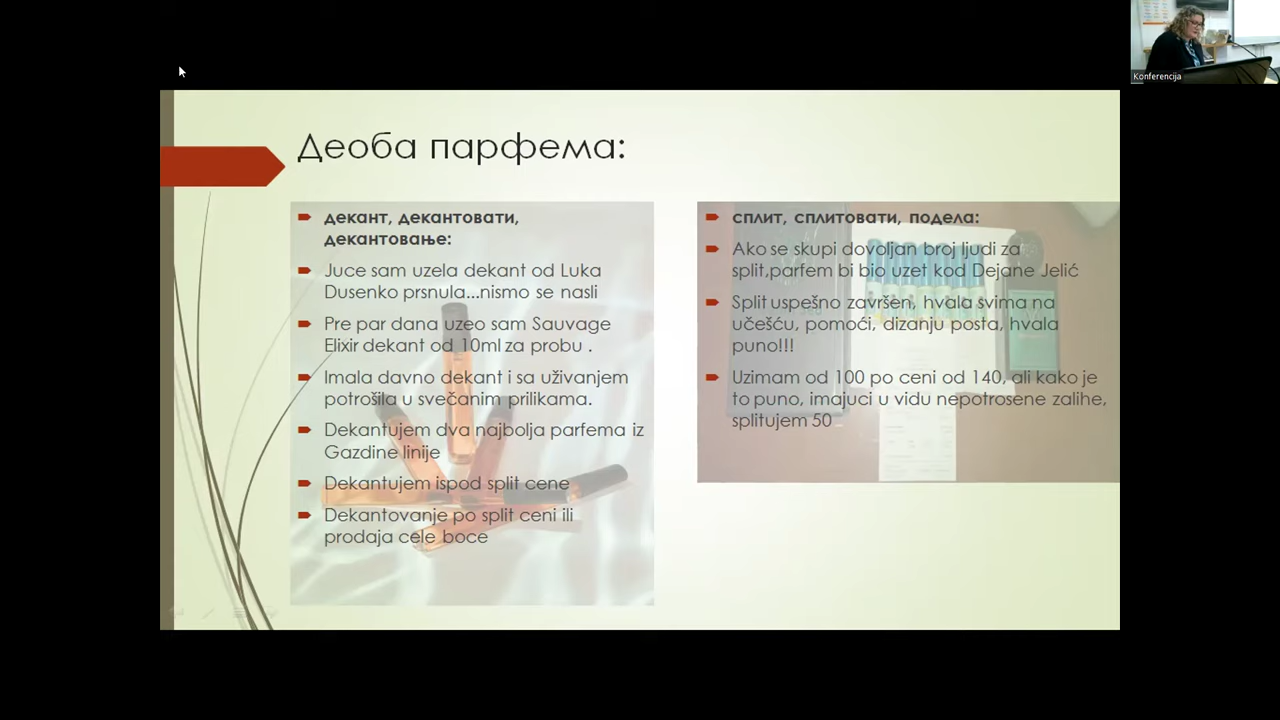 Деоба парфема:
декант, декантовати,
декантовање:
Juce sam uzela dekant od Luka
Dusenko prsnula...nismo se nasli
Pre par dana uzeo sam Sauvage
Elixir dekant od 10ml za probu .
Imala davno dekant i sa uživanjem
potrošila u svečanim prilikama.
Dekantujem dva najbolja parfema iz
Gazdine linije
Dekantujem ispod split cene
Dekantovanje po split ceni ili
prodaja cele boce
сплит, сплитовати, подела:
Ako se skupi dovoljan broj ljudi za
split,parfem bi bio uzet kod Dejane Jelić
Split uspešno završen, hvala svima na
učešću, pomoći, dizanju posta, hvala
puno!!!
Uzimam od 100 po ceni od 140, ali kako je
to puno, imajuci u vidu nepotrosene zalihe,
splitujem 50
Konferencija